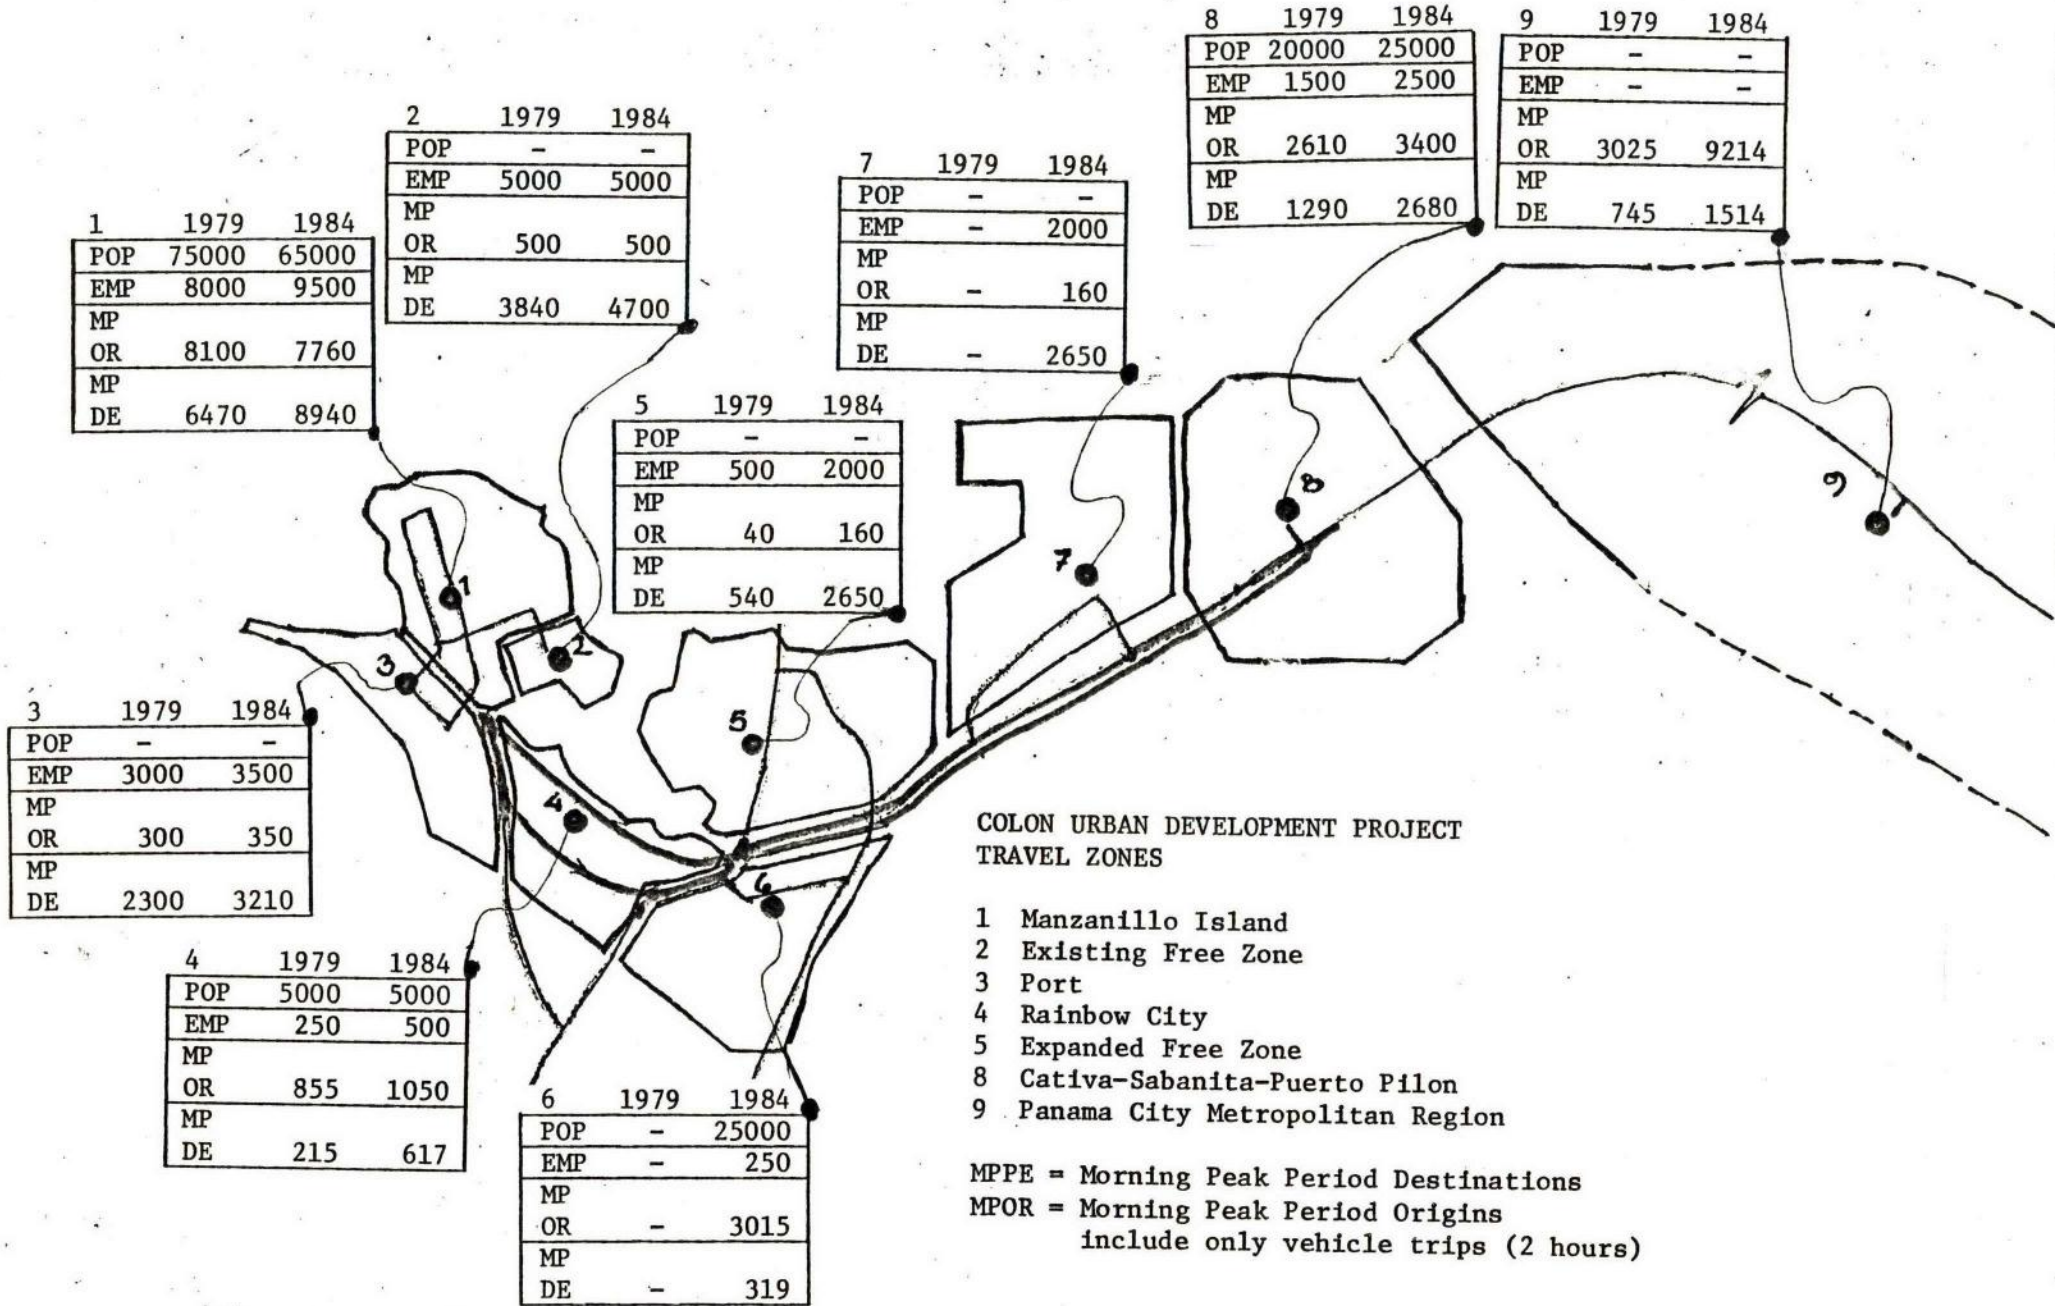 1 1979 1984
POP 75000 65000
EMP 8000 9500
MP
OR 8100 7760
MP
DE 6470 8940
2 1979 1984
POP - -
EMP 5000 5000
MP
OR 500 500
MP
DE 3840 4700
7 1979 1984
POP - -
EMP - 2000
MP
OR - 160
MP
DE - 2650
8 1979 1984
POP 20000 25000
EMP 1500 2500
MP
OR 2610 3400
MP
DE 1290 2680
9 1979 1984
POP - -
EMP - -
MP
OR 3025 9214
MP
DE 745 1514
5 1979 1984
POP - -
EMP 500 2000
MP
OR 40 160
MP
DE 540 2650
1
2
3
4
5
6
7
8
9
3 1979 1984
POP - -
EMP 3000 3500
MP
OR 300 350
MP
DE 2300 3210
4 1979 1984
POP 5000 5000
EMP 250 500
MP
OR 855 1050
MP
DE 215 617
6 1979 1984
POP - 25000
EMP - 250
MP
OR - 3015
MP
DE - 319
COLON URBAN DEVELOPMENT PROJECT
TRAVEL ZONES
1 Manzanillo Island
2 Existing Free Zone
3 Port
4 Rainbow City
5 Expanded Free Zone
8 Cativa-Sabanita-Puerto Pilon
9 Panama City Metropolitan Region
MPPE = Morning Peak Period Destinations
MPOR = Morning Peak Period Origins
include only vehicle trips (2 hours)